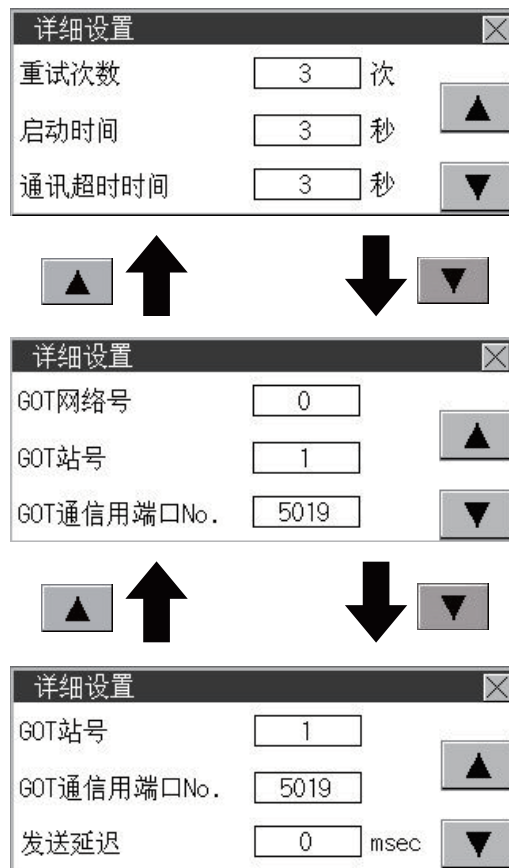 详细设置
重试次数 3 次
启动时间 3 秒
通讯超时时间 3 秒
详细设置
GOT网络号 0
GOT站号 1
GOT通信用端口No. 5019
详细设置
GOT站号 1
GOT通信用端口No. 5019
发送延迟 0 msec